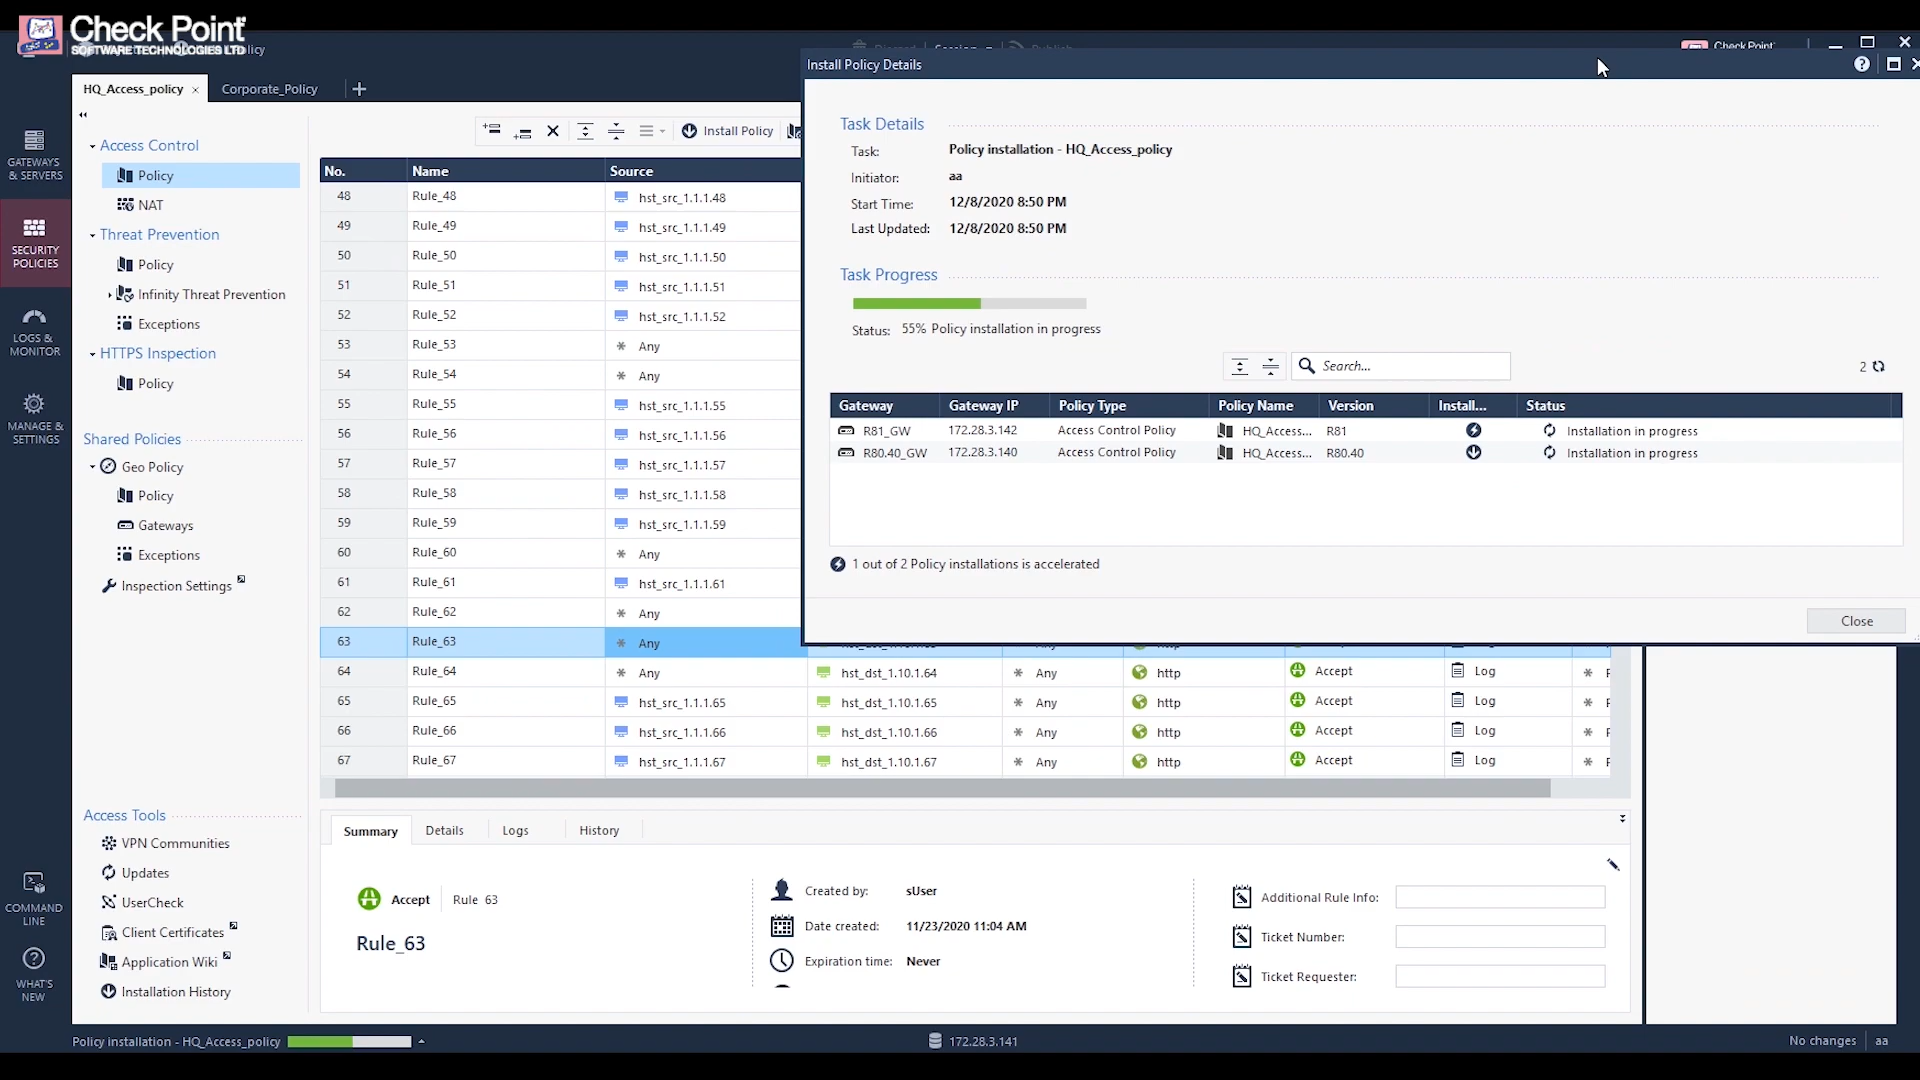 Check Point
SOFTWARE TECHNOLOGIES LTD
Check Point
Install Policy Details
HQ_Access_policy
Corporate_Policy
GATEWAYS & SERVERS
SECURITY POLICIES
LOGS & MONITOR
MANAGE & SETTINGS
COMMAND LINE
WHAT'S NEW
Access Control
Policy
NAT
Threat Prevention
Policy
Infinity Threat Prevention
Exceptions
HTTPS Inspection
Policy
Shared Policies
Geo Policy
Policy
Gateways
Exceptions
Inspection Settings
Access Tools
VPN Communities
Updates
UserCheck
Client Certificates
Application Wiki
Installation History
Install Policy
No. Name Source
48 Rule_48 hst_src_1.1.1.48
49 Rule_49 hst_src_1.1.1.49
50 Rule_50 hst_src_1.1.1.50
51 Rule_51 hst_src_1.1.1.51
52 Rule_52 hst_src_1.1.1.52
53 Rule_53 * Any
54 Rule_54 * Any
55 Rule_55 hst_src_1.1.1.55
56 Rule_56 hst_src_1.1.1.56
57 Rule_57 hst_src_1.1.1.57
58 Rule_58 hst_src_1.1.1.58
59 Rule_59 hst_src_1.1.1.59
60 Rule_60 * Any
61 Rule_61 hst_src_1.1.1.61
62 Rule_62 * Any
63 Rule_63 * Any
64 Rule_64 * Any hst_dst_1.10.1.64 * Any http Accept Log *
65 Rule_65 hst_src_1.1.1.65 hst_dst_1.10.1.65 * Any http Accept Log *
66 Rule_66 hst_src_1.1.1.66 hst_dst_1.10.1.66 * Any http Accept Log *
67 Rule_67 hst_src_1.1.1.67 hst_dst_1.10.1.67 * Any http Accept Log *
Task Details
Task: Policy installation - HQ_Access_policy
Initiator: aa
Start Time: 12/8/2020 8:50 PM
Last Updated: 12/8/2020 8:50 PM
Task Progress
Status: 55% Policy installation in progress
Search...
2
Gateway Gateway IP Policy Type Policy Name Version Install... Status
R81_GW 172.28.3.142 Access Control Policy HQ_Access... R81 Installation in progress
R80.40_GW 172.28.3.140 Access Control Policy HQ_Access... R80.40 Installation in progress
1 out of 2 Policy installations is accelerated
Close
Summary Details Logs History
Accept Rule 63
Rule_63
Created by: sUser
Date created: 11/23/2020 11:04 AM
Expiration time: Never
Additional Rule Info:
Ticket Number:
Ticket Requester:
Policy installation - HQ_Access_policy
172.28.3.141
No changes aa